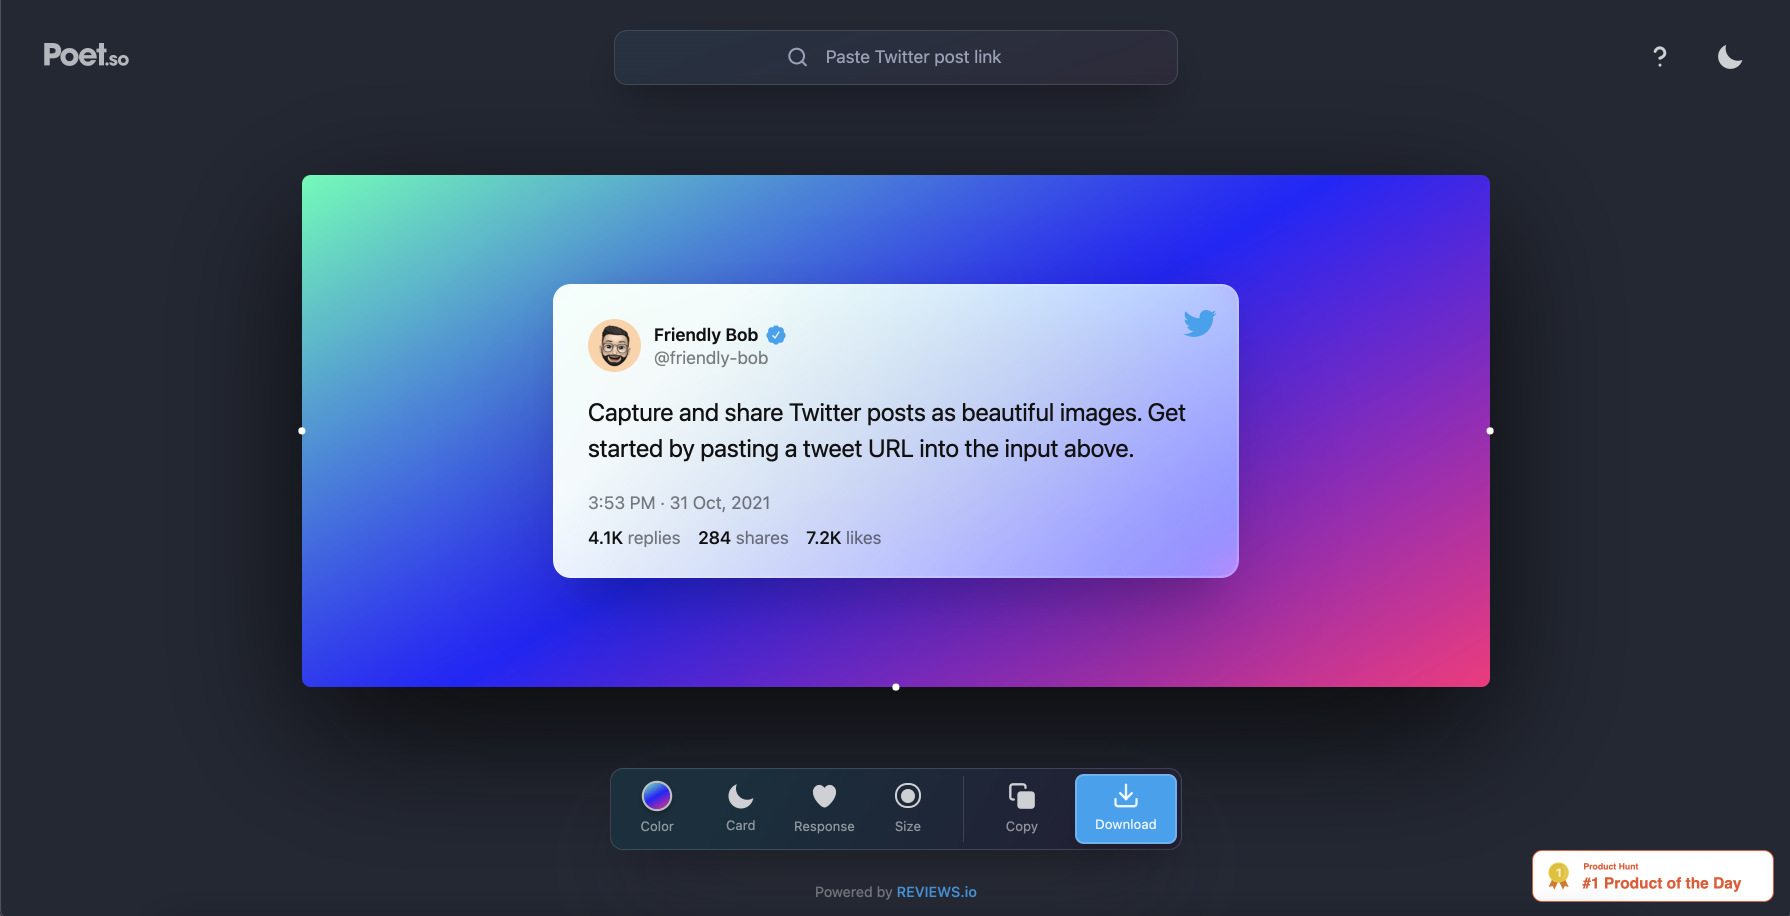 Poet.so
Paste Twitter post link
?
Friendly Bob
@friendly-bob
Capture and share Twitter posts as beautiful images. Get
started by pasting a tweet URL into the input above.
3:53 PM · 31 Oct, 2021
4.1K replies 284 shares 7.2K likes
Color Card Response Size Copy Download
Powered by REVIEWS.io
1
Product Hunt
#1 Product of the Day